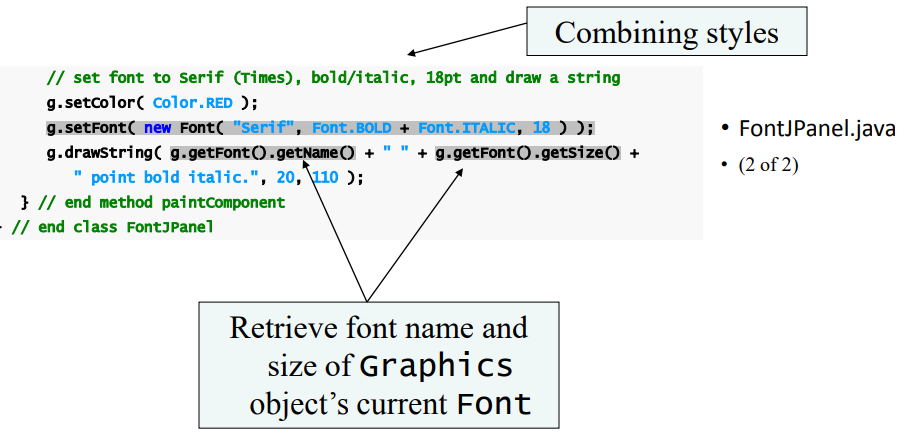 Combining styles
// set font to Serif (Times), bold/italic, 18pt and draw a string
g.setColor( Color.RED );
g.setFont( new Font( "Serif", Font.BOLD + Font.ITALIC, 18 ) );
g.drawString( g.getFont().getName() + " " + g.getFont().getSize() +
" point bold italic.", 20, 110 );
} // end method paintComponent
// end class FontJPanel
• FontJPanel.java
• (2 of 2)
Retrieve font name and
size of Graphics
object’s current Font